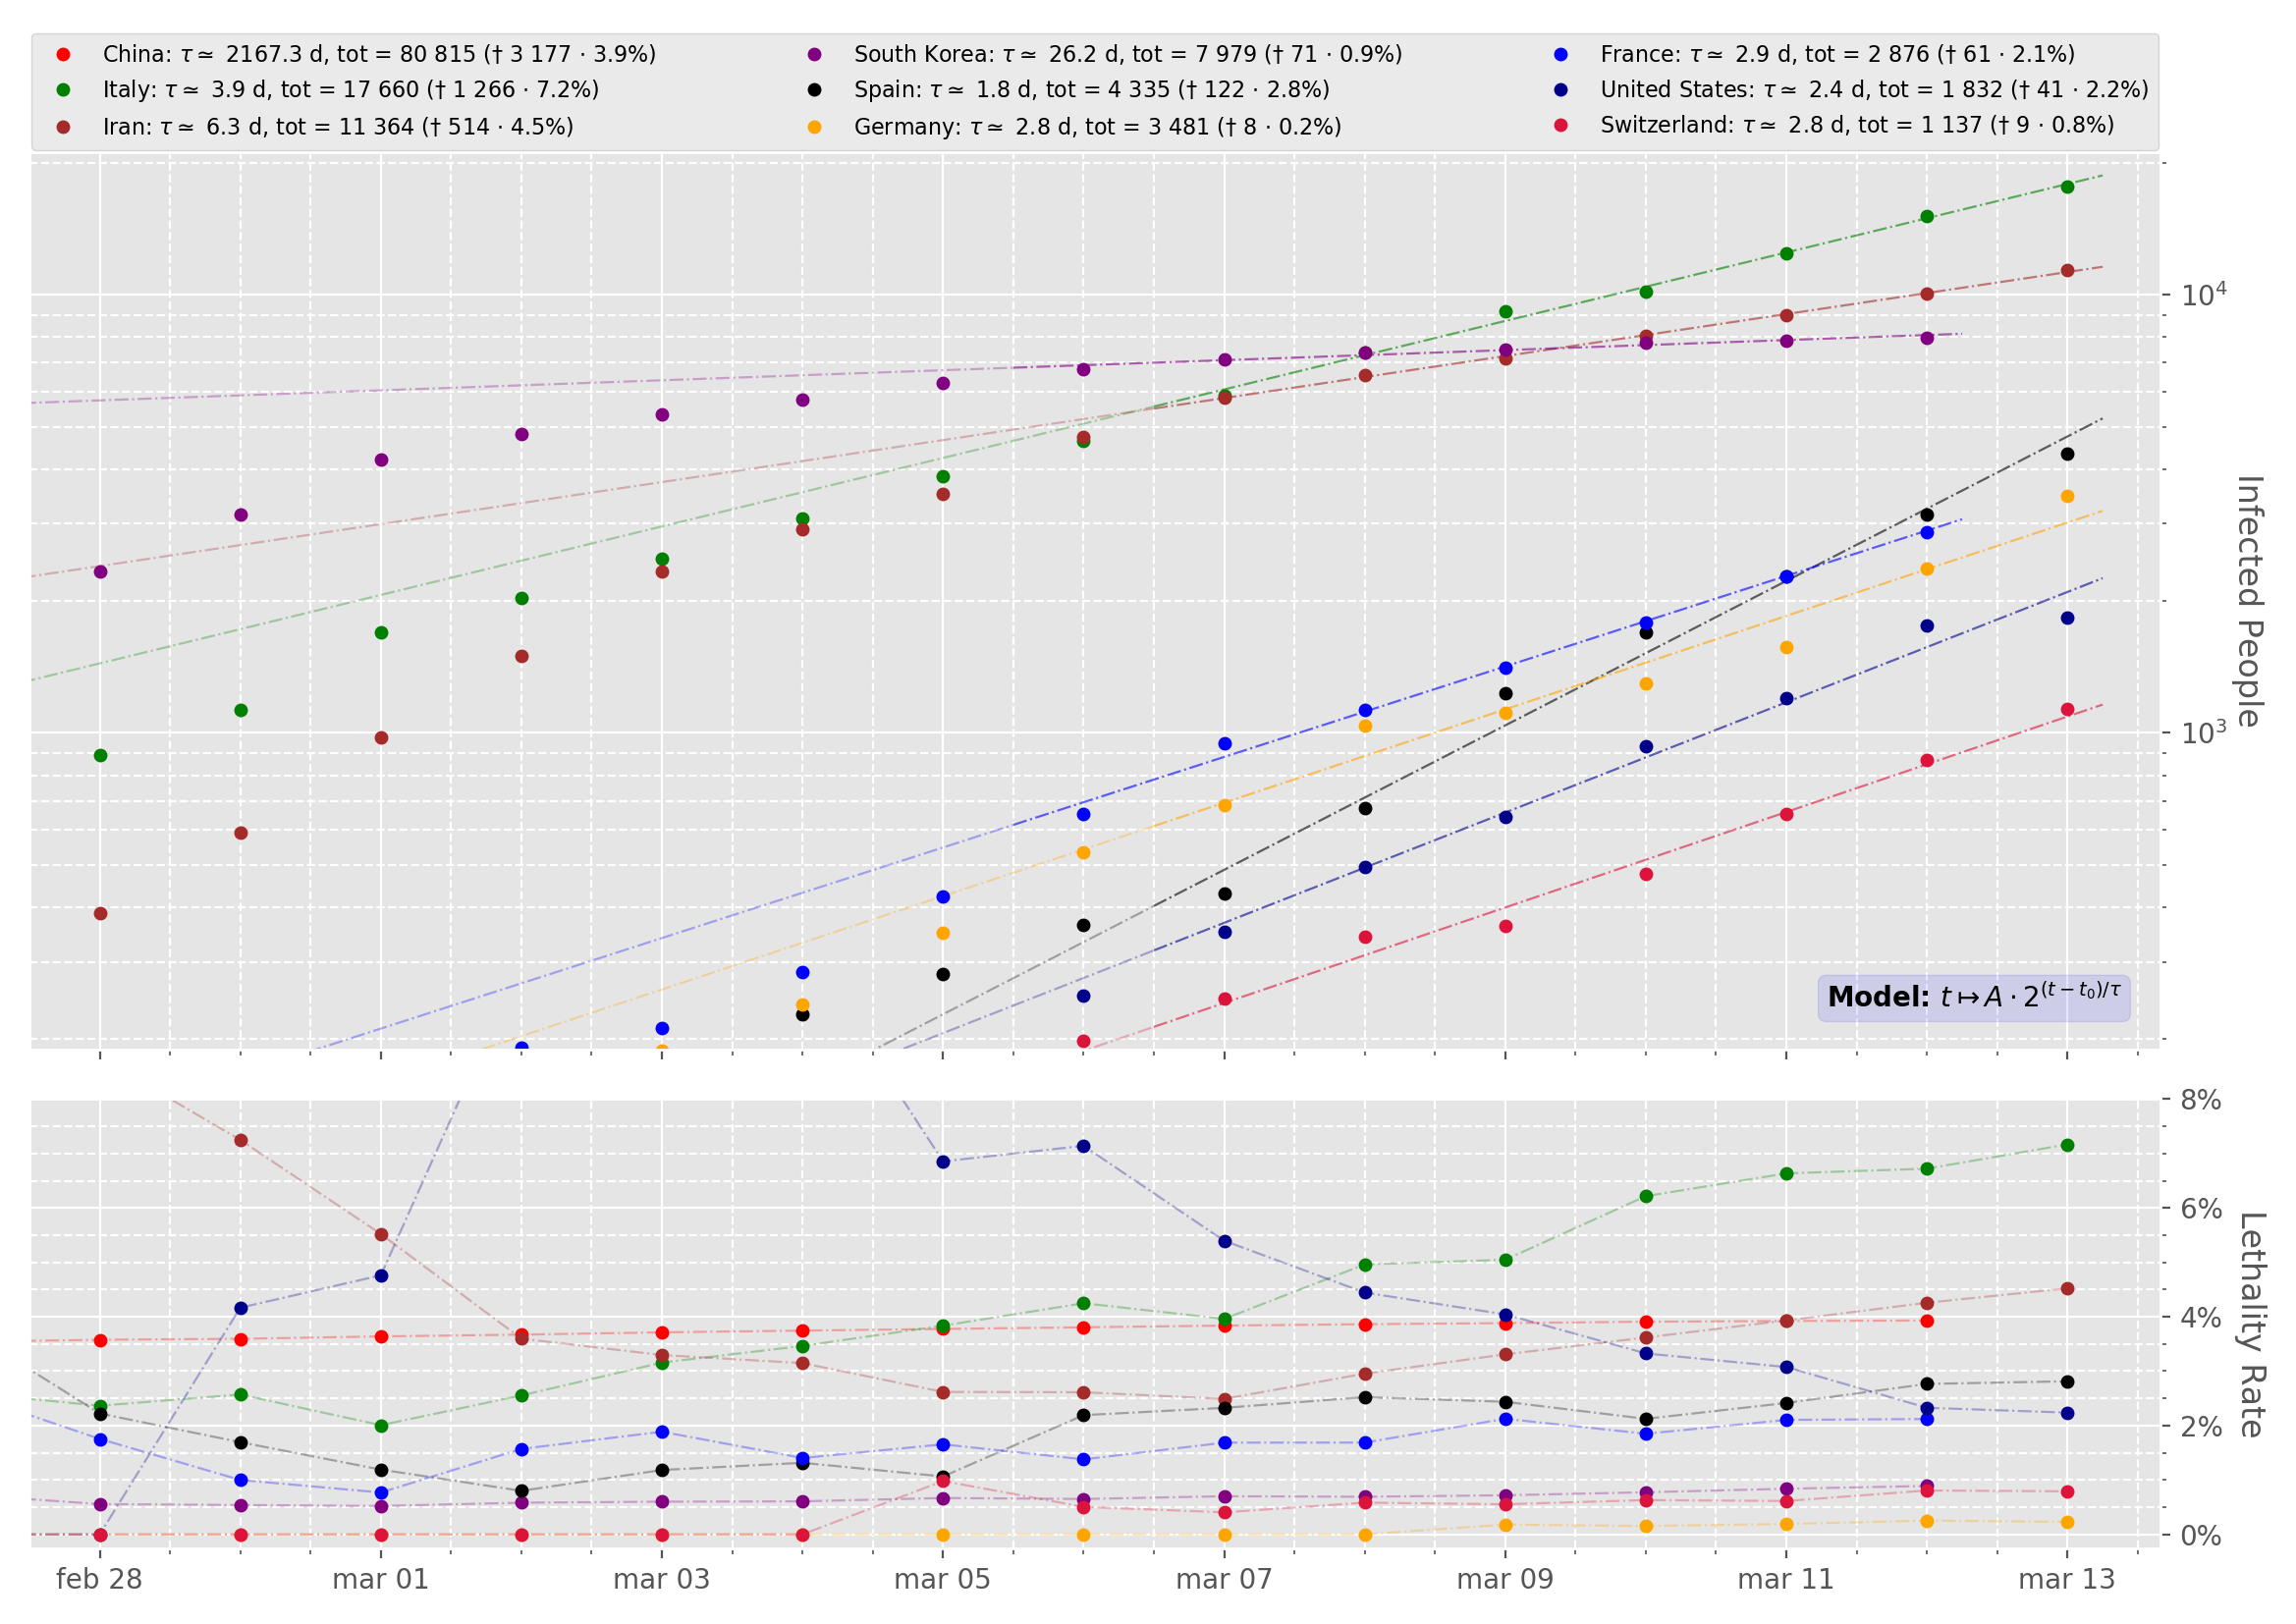 China: τ ≃ 2167.3 d, tot = 80 815 († 3 177 · 3.9%)
Italy: τ ≃ 3.9 d, tot = 17 660 († 1 266 · 7.2%)
Iran: τ ≃ 6.3 d, tot = 11 364 († 514 · 4.5%)
South Korea: τ ≃ 26.2 d, tot = 7 979 († 71 · 0.9%)
Spain: τ ≃ 1.8 d, tot = 4 335 († 122 · 2.8%)
Germany: τ ≃ 2.8 d, tot = 3 481 († 8 · 0.2%)
France: τ ≃ 2.9 d, tot = 2 876 († 61 · 2.1%)
United States: τ ≃ 2.4 d, tot = 1 832 († 41 · 2.2%)
Switzerland: τ ≃ 2.8 d, tot = 1 137 († 9 · 0.8%)
10⁴
10³
Infected People
Model: t ↦ A · 2^(t − t₀)/τ
8%
6%
4%
2%
0%
Lethality Rate
feb 28 mar 01 mar 03 mar 05 mar 07 mar 09 mar 11 mar 13